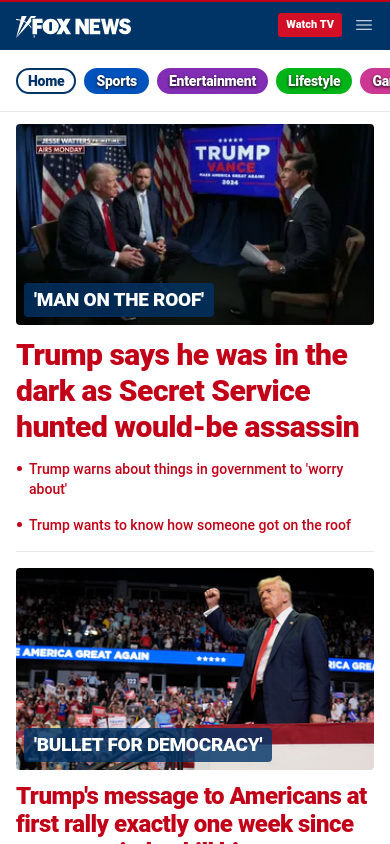 FOX NEWS
Watch TV
Home
Sports
Entertainment
Lifestyle
Ga
JESSE WATTERS PRIMETIME
AIRS MONDAY
TRUMP
VANCE
MAKE AMERICA GREAT AGAIN!
2024
'MAN ON THE ROOF'
Trump says he was in the
dark as Secret Service
hunted would-be assassin
Trump warns about things in government to 'worry
about'
Trump wants to know how someone got on the roof
E AMERICA GREAT AGAIN
ICA GREA
'BULLET FOR DEMOCRACY'
Trump's message to Americans at
first rally exactly one week since